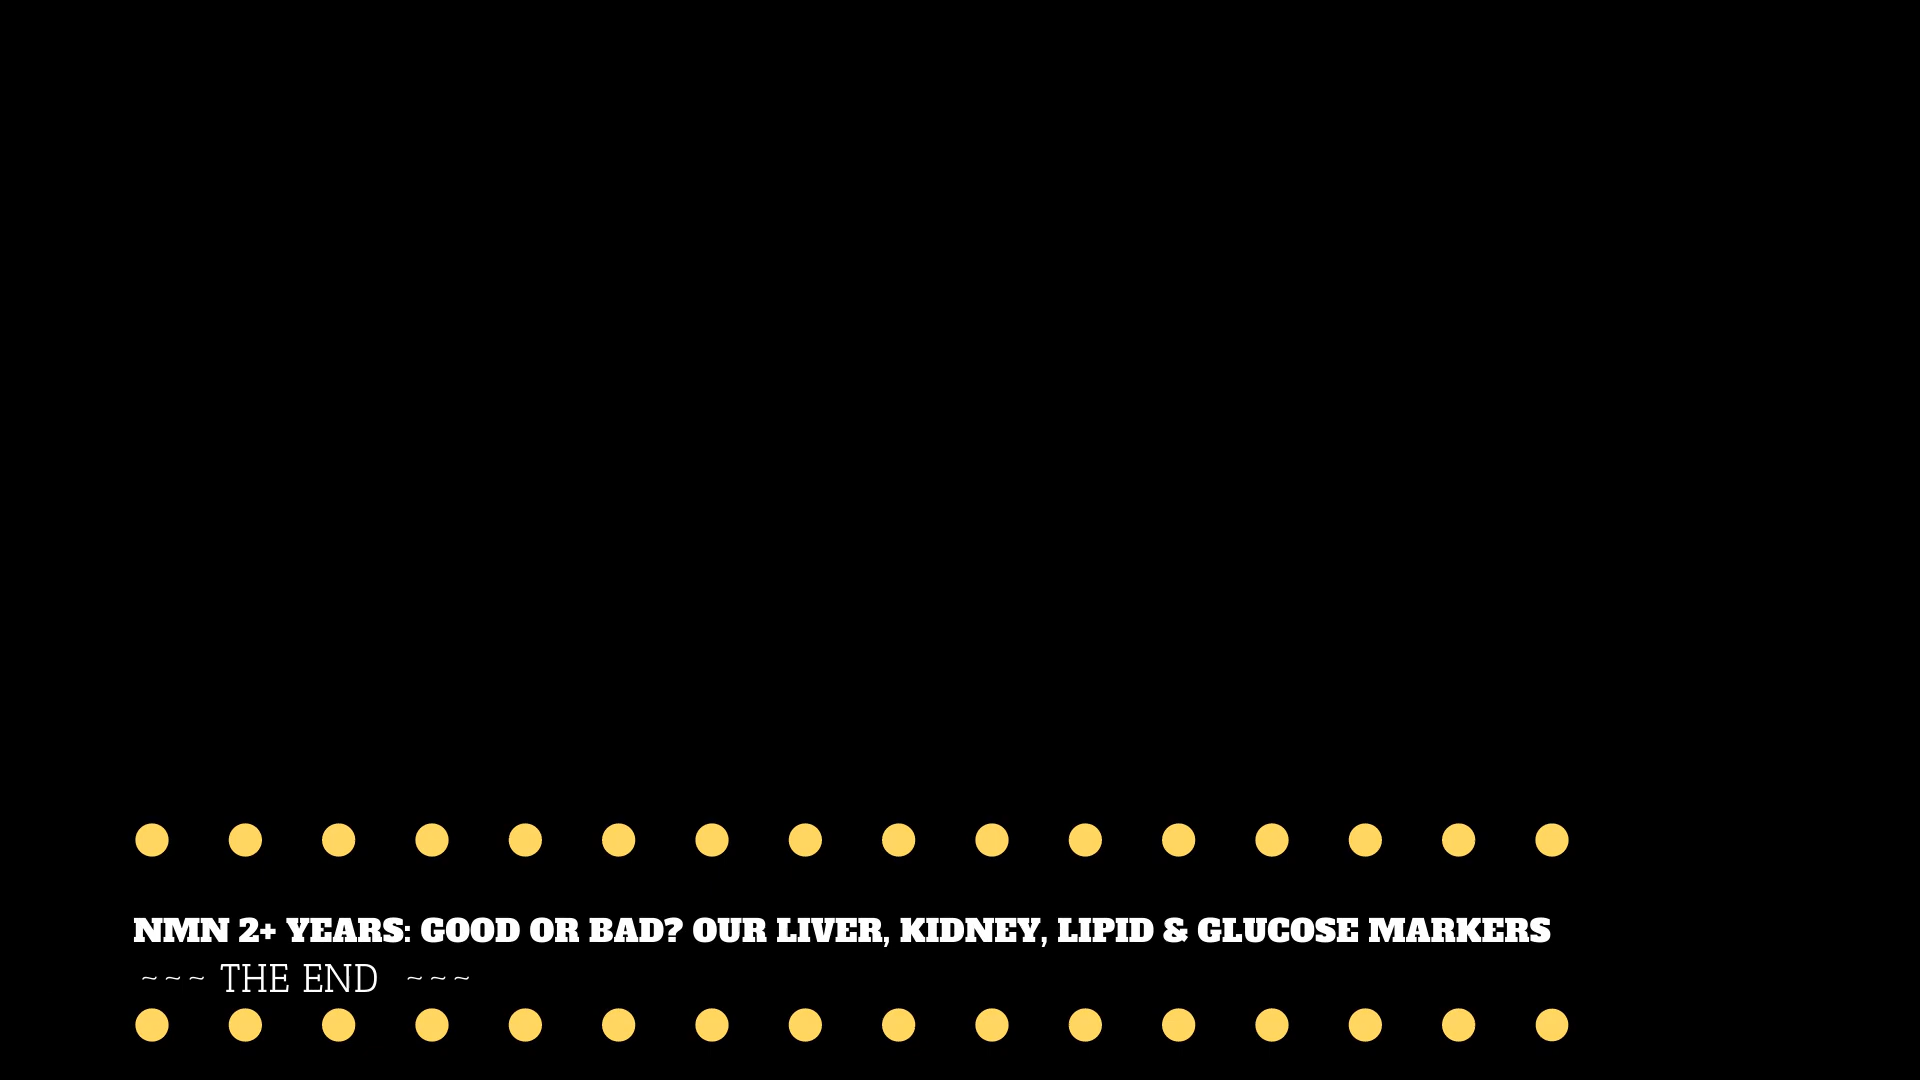 NMN 2+ YEARS: GOOD OR BAD? OUR LIVER, KIDNEY, LIPID & GLUCOSE MARKERS
~~~ THE END ~~~